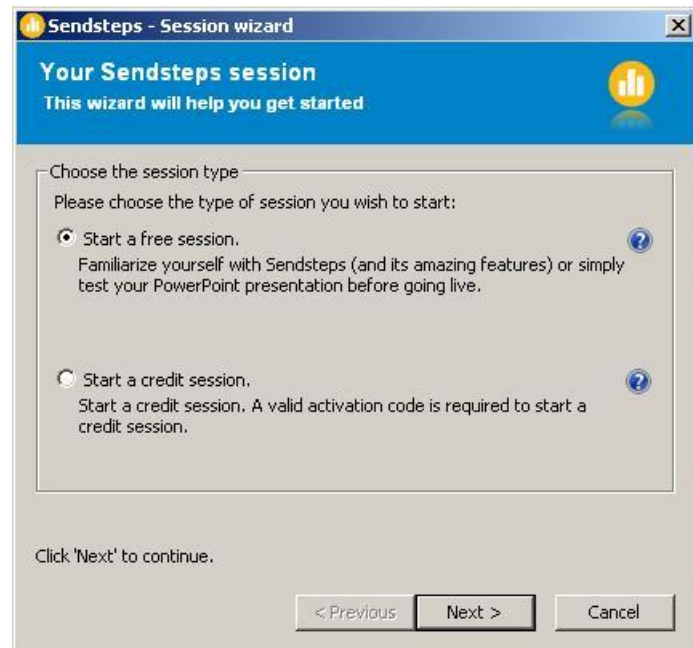 Sendsteps - Session wizard
Your Sendsteps session
This wizard will help you get started
Choose the session type
Please choose the type of session you wish to start:
Start a free session.
Familiarize yourself with Sendsteps (and its amazing features) or simply
test your PowerPoint presentation before going live.
Start a credit session.
Start a credit session. A valid activation code is required to start a
credit session.
Click 'Next' to continue.
< Previous Next > Cancel